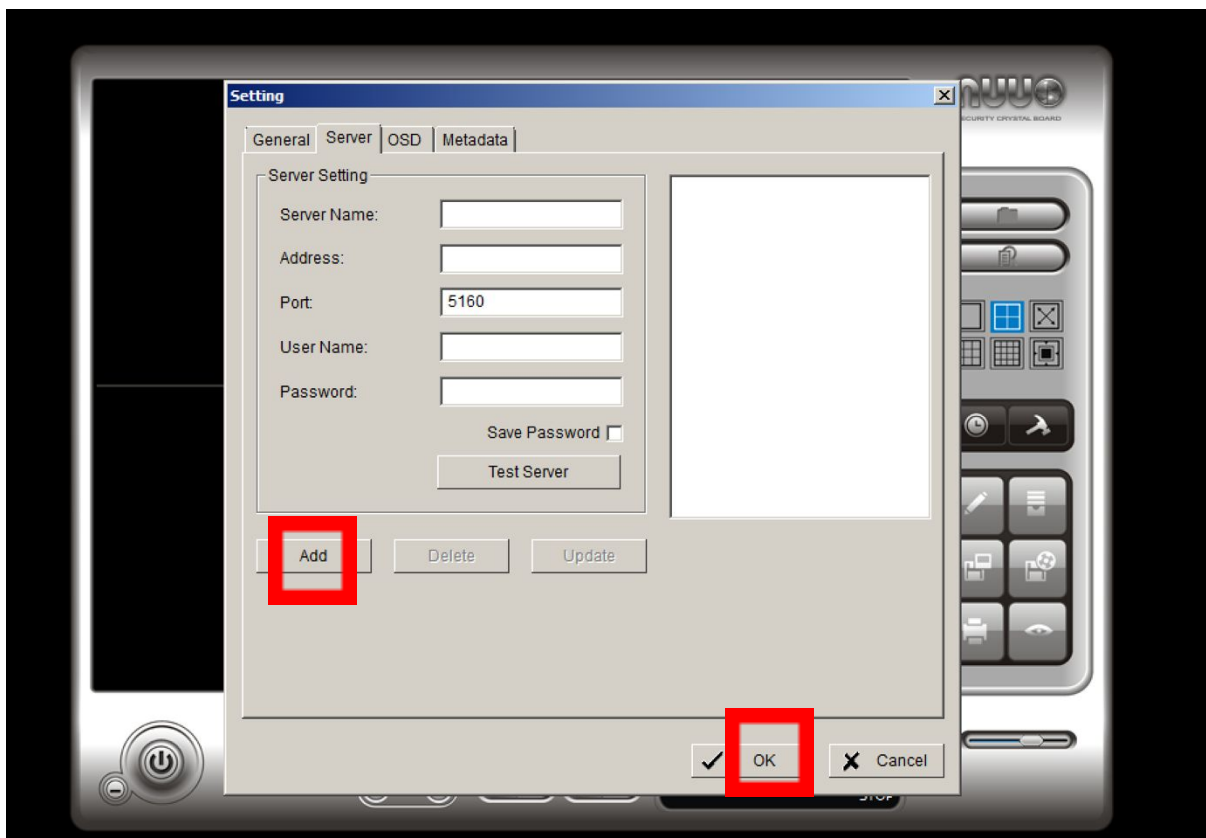 Setting
nuuo
SECURITY CRYSTAL BOARD
General Server OSD Metadata
Server Setting
Server Name:
Address:
Port: 5160
User Name:
Password:
Save Password
Test Server
Add Delete Update
OK Cancel
STOP